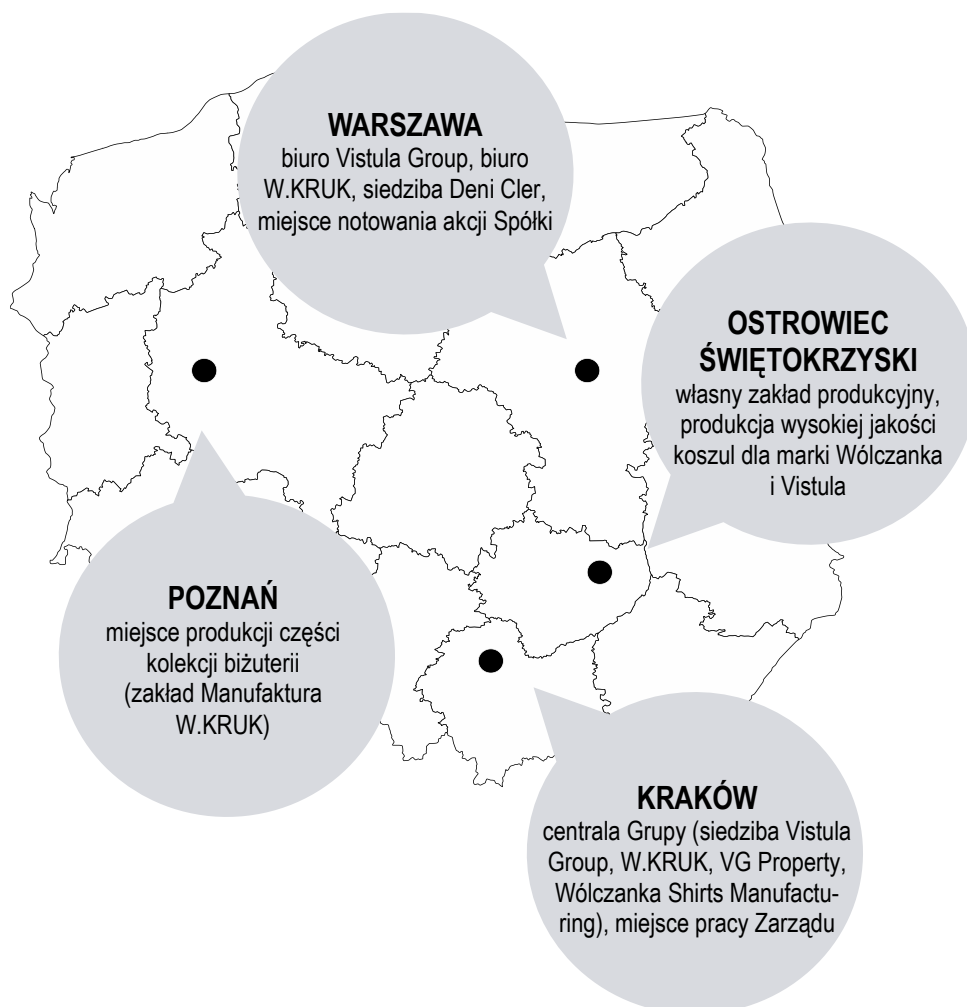 WARSZAWA
biuro Vistula Group, biuro
W.KRUK, siedziba Deni Cler,
miejsce notowania akcji Spółki
OSTROWIEC
ŚWIĘTOKRZYSKI
własny zakład produkcyjny,
produkcja wysokiej jakości
koszul dla marki Wólczanka
i Vistula
POZNAŃ
miejsce produkcji części
kolekcji biżuterii
(zakład Manufaktura
W.KRUK)
KRAKÓW
centrala Grupy (siedziba Vistula
Group, W.KRUK, VG Property,
Wólczanka Shirts Manufactu-
ring), miejsce pracy Zarządu